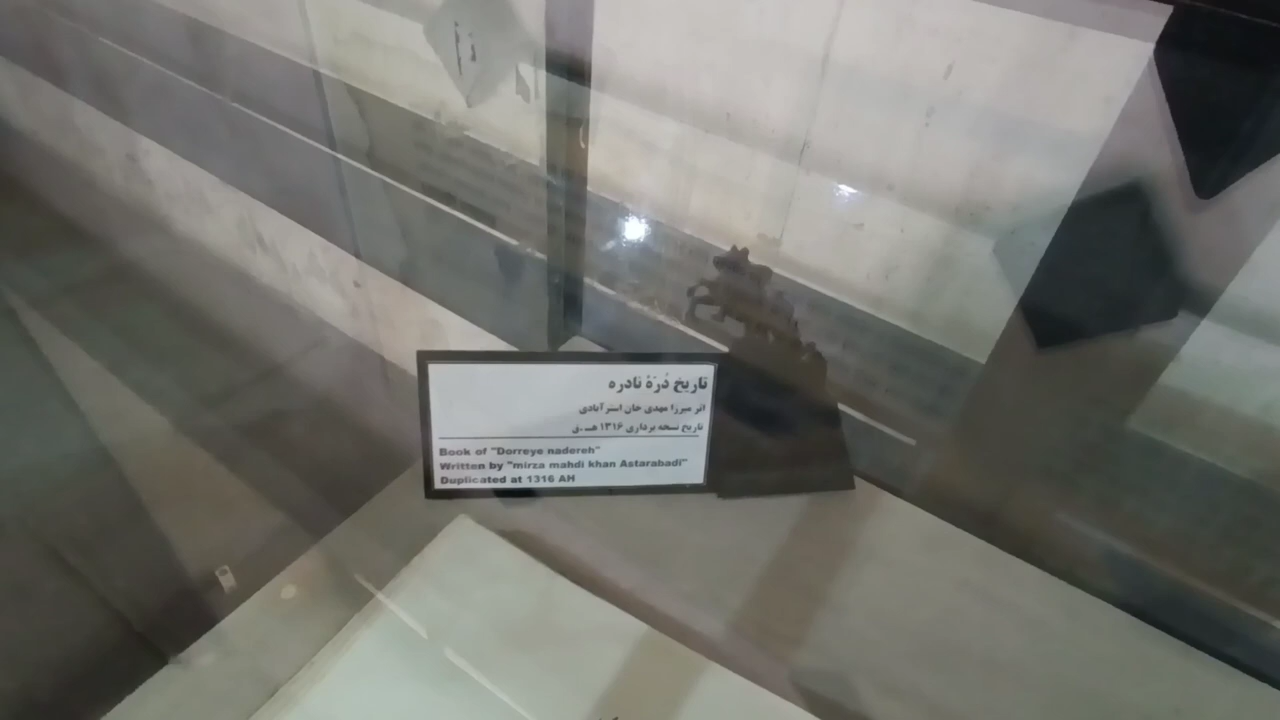 تاریخ دُرّهٔ نادره
اثر میرزا مهدی خان استرآبادی
تاریخ نسخه برداری ۱۳۱۶ هـ.ق
Book of "Dorreye nadereh"
Written by "mirza mahdi khan Astarabadi"
Duplicated at 1316 AH